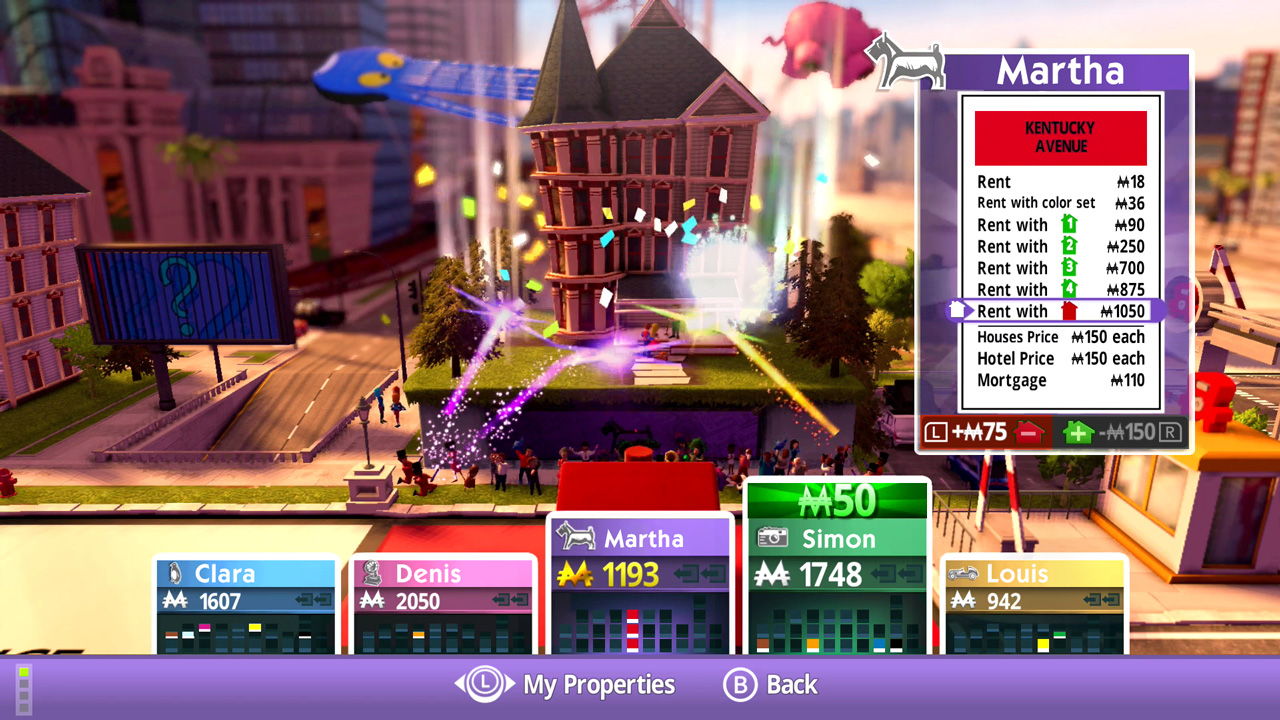 Martha
KENTUCKY
AVENUE
Rent ₩18
Rent with color set ₩36
Rent with 1 ₩90
Rent with 2 ₩250
Rent with 3 ₩700
Rent with 4 ₩875
Rent with ₩1050
Houses Price ₩150 each
Hotel Price ₩150 each
Mortgage ₩110
L +₩75 - + -₩150 R
?
₩50
Clara
₩ 1607
Denis
₩ 2050
Martha
₩ 1193
Simon
₩ 1748
Louis
₩ 942
L My Properties B Back